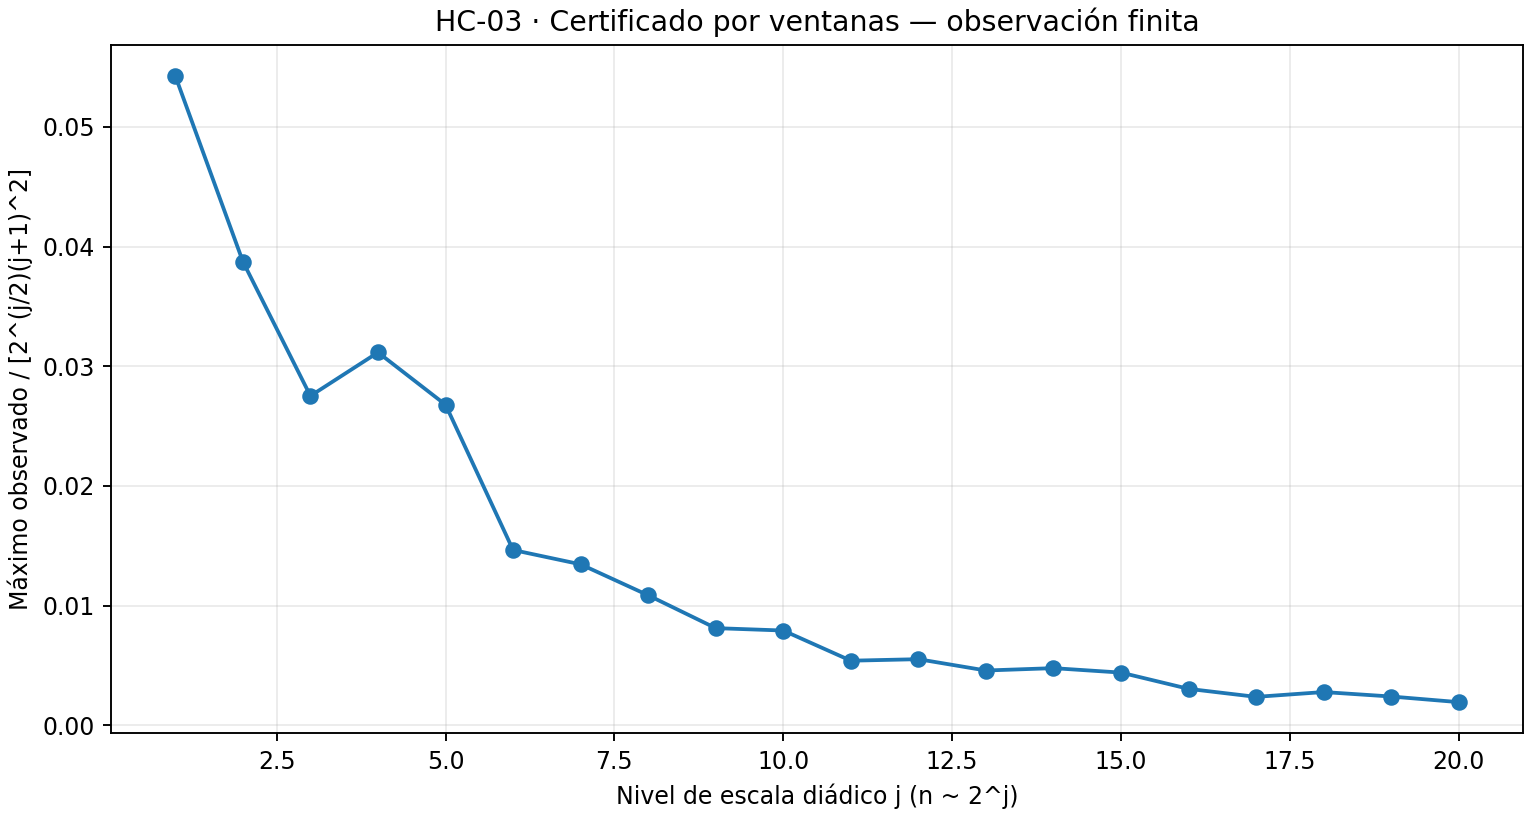 HC-03 · Certificado por ventanas — observación finita
Máximo observado / [2^(j/2)(j+1)^2]
0.05
0.04
0.03
0.02
0.01
0.00
2.5 5.0 7.5 10.0 12.5 15.0 17.5 20.0
Nivel de escala diádico j (n ~ 2^j)